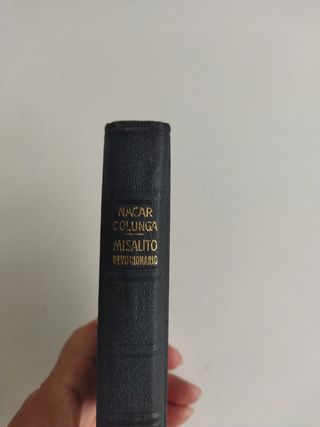 NACAR
COLUNGA
MISALITO
DEVOCIONARIO